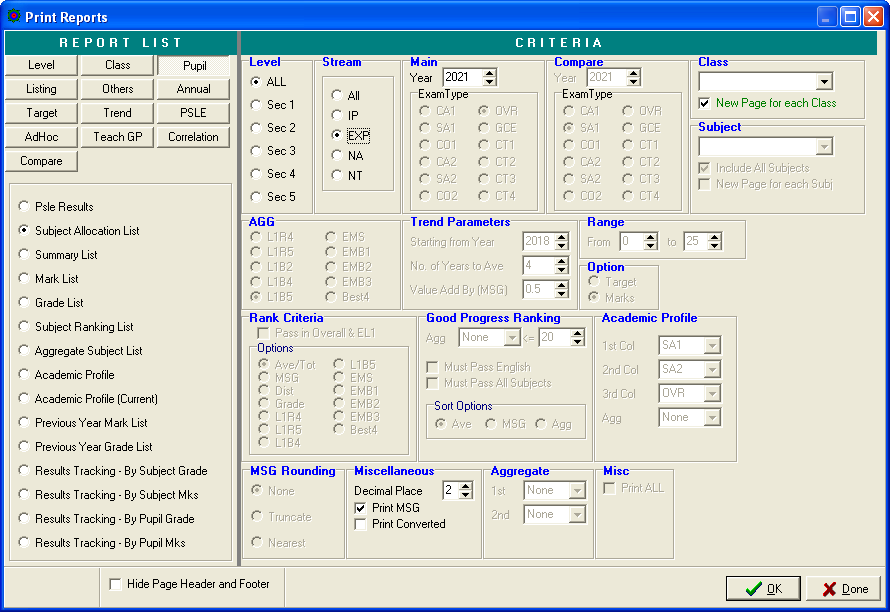 Print Reports
REPORT LIST
CRITERIA
Level Class Pupil
Listing Others Annual
Target Trend PSLE
AdHoc Teach GP Correlation
Compare
Psle Results
Subject Allocation List
Summary List
Mark List
Grade List
Subject Ranking List
Aggregate Subject List
Academic Profile
Academic Profile (Current)
Previous Year Mark List
Previous Year Grade List
Results Tracking - By Subject Grade
Results Tracking - By Subject Mks
Results Tracking - By Pupil Grade
Results Tracking - By Pupil Mks
Level
ALL
Sec 1
Sec 2
Sec 3
Sec 4
Sec 5
Stream
All
IP
EXP
NA
NT
Main
Year 2021
ExamType
CA1 OVR
SA1 GCE
CO1 CT1
CA2 CT2
SA2 CT3
CO2 CT4
Compare
Year 2021
ExamType
CA1 OVR
SA1 GCE
CO1 CT1
CA2 CT2
SA2 CT3
CO2 CT4
Class
New Page for each Class
Subject
Include All Subjects
New Page for each Subj
AGG
L1R4 EMS
L1R5 EMB1
L1B2 EMB2
L1B4 EMB3
L1B5 Best4
Trend Parameters
Starting from Year 2018
No. of Years to Ave 4
Value Add By (MSG) 0.5
Range
From 0 to 25
Option
Target
Marks
Rank Criteria
Pass in Overall & EL1
Options
Ave/Tot L1B5
MSG EMS
Dist EMB1
Grade EMB2
L1R4 EMB3
L1R5 Best4
L1B4
Good Progress Ranking
Agg None <= 20
Must Pass English
Must Pass All Subjects
Sort Options
Ave MSG Agg
Academic Profile
1st Col SA1
2nd Col SA2
3rd Col OVR
Agg None
MSG Rounding
None
Truncate
Nearest
Miscellaneous
Decimal Place 2
Print MSG
Print Converted
Aggregate
1st None
2nd None
Misc
Print ALL
Hide Page Header and Footer
OK
Done